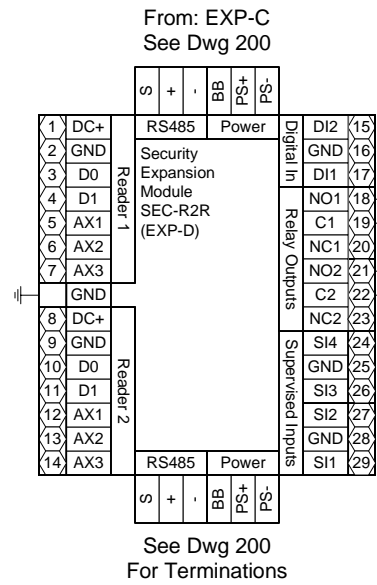 From: EXP-C
See Dwg 200
S + - BB PS+ PS-
RS485 Power
Security
Expansion
Module
SEC-R2R
(EXP-D)
Reader 1
1 DC+
2 GND
3 D0
4 D1
5 AX1
6 AX2
7 AX3
GND
Reader 2
8 DC+
9 GND
10 D0
11 D1
12 AX1
13 AX2
14 AX3
Digital In
DI2 15
GND 16
DI1 17
Relay Outputs
NO1 18
C1 19
NC1 20
NO2 21
C2 22
NC2 23
Supervised Inputs
SI4 24
GND 25
SI3 26
SI2 27
GND 28
SI1 29
RS485 Power
S + - BB PS+ PS-
See Dwg 200
For Terminations